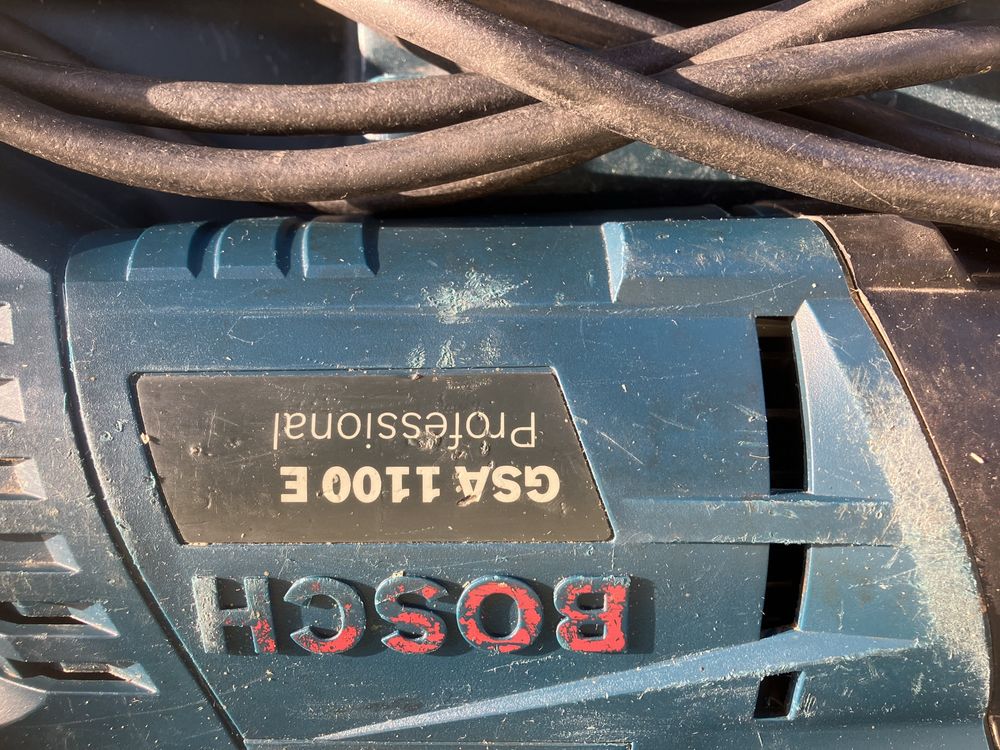 BOSCH
GSA 1100 E
Professional